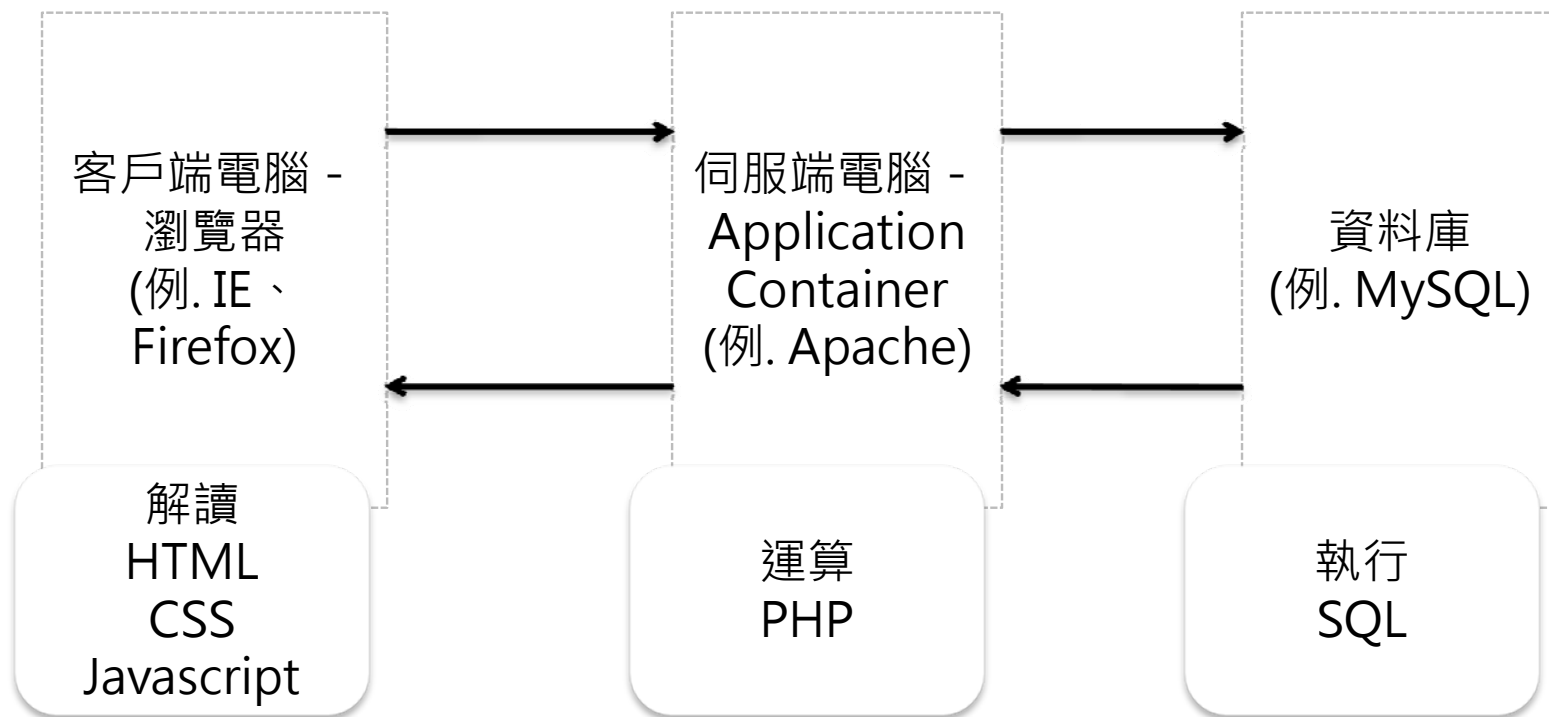 客戶端電腦 -
瀏覽器
(例. IE、
Firefox)
伺服端電腦 -
Application
Container
(例. Apache)
資料庫
(例. MySQL)
解讀
HTML
CSS
Javascript
運算
PHP
執行
SQL